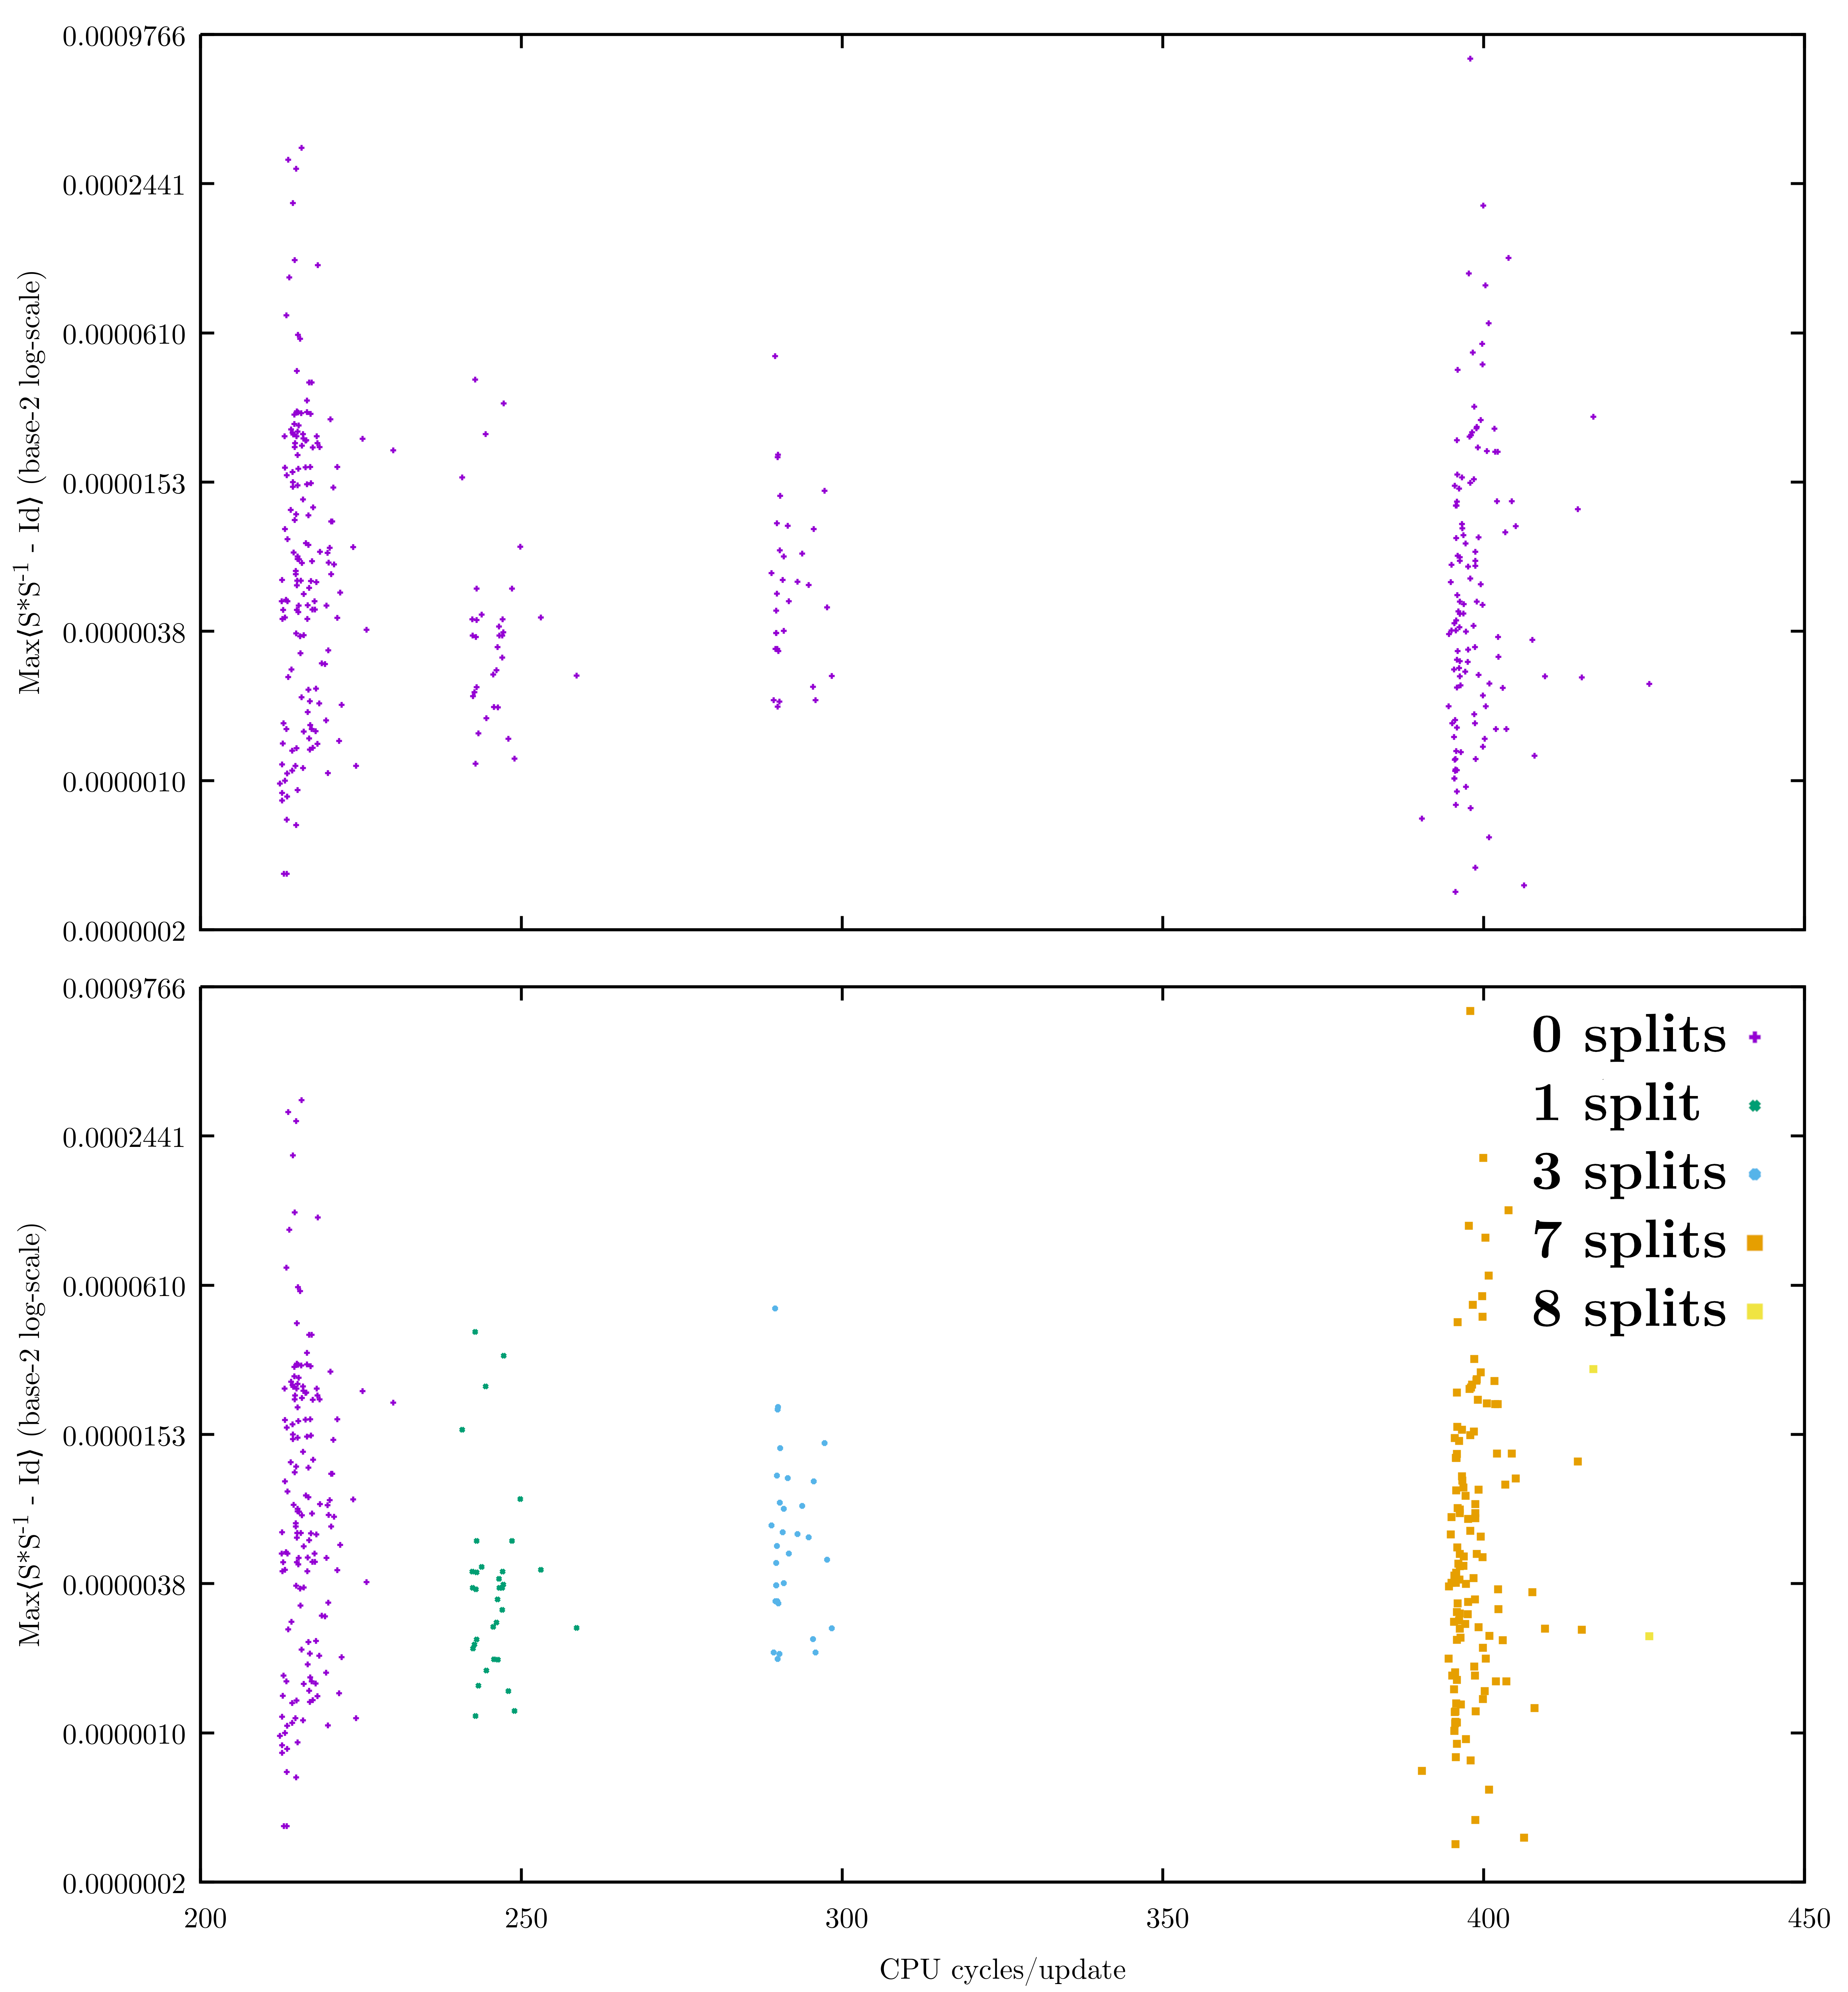 0.0009766
0.0002441
0.0000610
0.0000153
0.0000038
0.0000010
0.0000002
Max⟨S*S-1 - Id⟩ (base-2 log-scale)
0.0009766
0.0002441
0.0000610
0.0000153
0.0000038
0.0000010
0.0000002
Max⟨S*S-1 - Id⟩ (base-2 log-scale)
0 splits
1 split
3 splits
7 splits
8 splits
200 250 300 350 400 450
CPU cycles/update